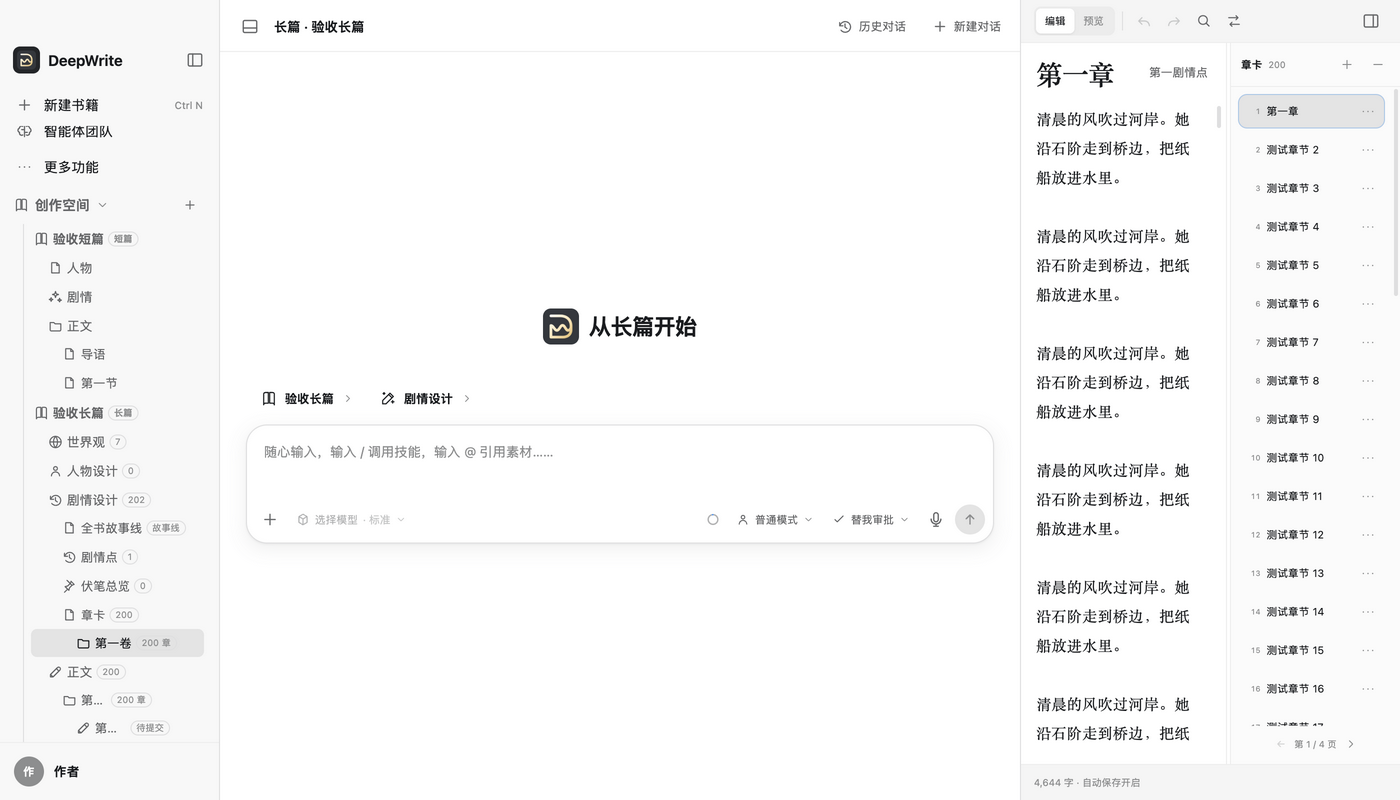 DeepWrite
新建书籍 Ctrl N
智能体团队
更多功能
创作空间
验收短篇 短篇
人物
剧情
正文
导语
第一节
验收长篇 长篇
世界观 7
人物设计 0
剧情设计 202
全书故事线 故事线
剧情点 1
伏笔总览 0
章卡 200
第一卷 200 章
正文 200
第... 200 章
第... 待提交
作 作者
长篇 · 验收长篇
历史对话
新建对话
从长篇开始
验收长篇
剧情设计
随心输入，输入 / 调用技能，输入 @ 引用素材……
选择模型 · 标准
普通模式
替我审批
编辑 预览
第一章 第一剧情点
清晨的风吹过河岸。她
沿石阶走到桥边，把纸
船放进水里。
清晨的风吹过河岸。她
沿石阶走到桥边，把纸
船放进水里。
清晨的风吹过河岸。她
沿石阶走到桥边，把纸
船放进水里。
清晨的风吹过河岸。她
沿石阶走到桥边，把纸
船放进水里。
清晨的风吹过河岸。她
沿石阶走到桥边，把纸
船放进水里。
清晨的风吹过河岸。她
沿石阶走到桥边，把纸
章卡 200
1 第一章
2 测试章节 2
3 测试章节 3
4 测试章节 4
5 测试章节 5
6 测试章节 6
7 测试章节 7
8 测试章节 8
9 测试章节 9
10 测试章节 10
11 测试章节 11
12 测试章节 12
13 测试章节 13
14 测试章节 14
15 测试章节 15
16 测试章节 16
第 1 / 4 页
4,644 字 · 自动保存开启